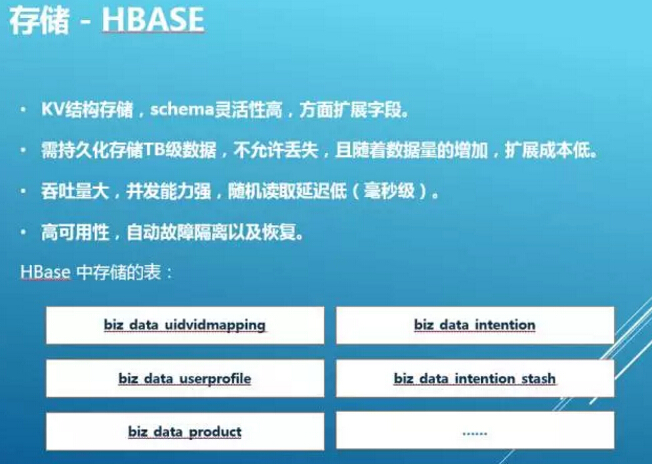 存储 - HBASE
• KV结构存储，schema灵活性高，方面扩展字段。
• 需持久化存储TB级数据，不允许丢失，且随着数据量的增加，扩展成本低。
• 吞吐量大，并发能力强，随机读取延迟低（毫秒级）。
• 高可用性，自动故障隔离以及恢复。
HBase 中存储的表：
biz data uidvidmapping
biz data intention
biz data userprofile
biz data intention stash
biz data product
......